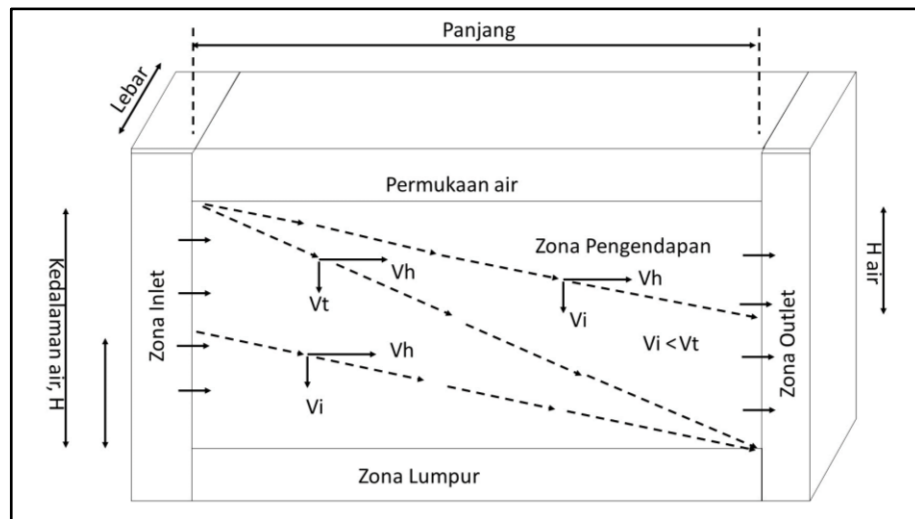 Panjang
Lebar
Permukaan air
Kedalaman air, H
Zona Inlet
Zona Pengendapan
Vh
Vt
Vh
Vi
Vi < Vt
Vh
Vi
Zona Outlet
H air
Zona Lumpur